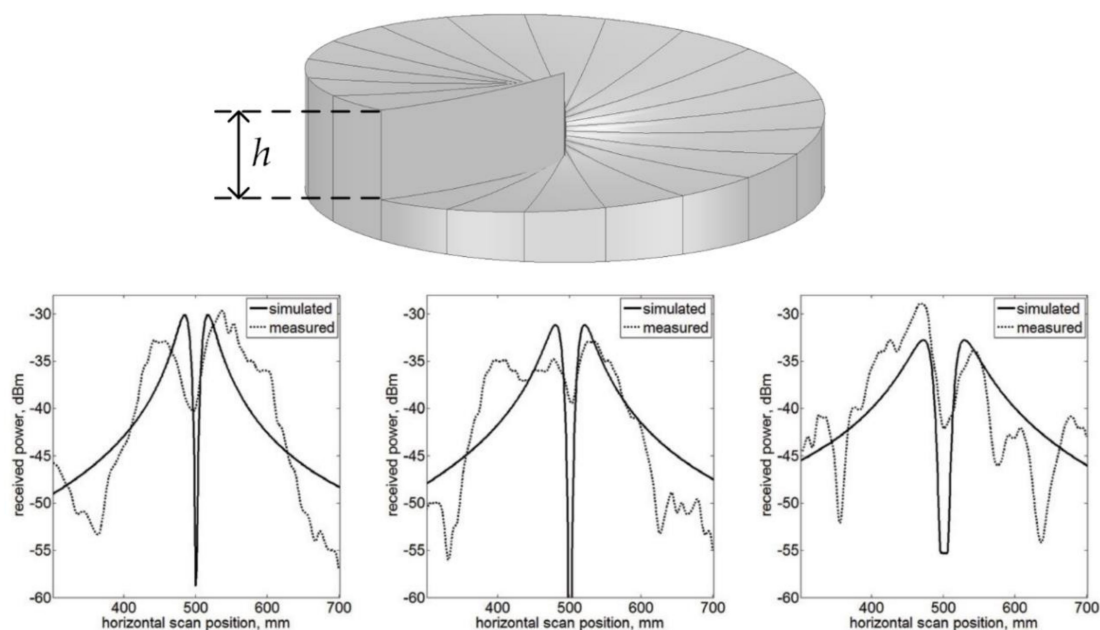 h
-30
-35
-40
-45
-50
-55
-60
400
500
600
700
received power, dBm
horizontal scan position, mm
simulated
measured
-30
-35
-40
-45
-50
-55
-60
400
500
600
700
received power, dBm
horizontal scan position, mm
simulated
measured
-30
-35
-40
-45
-50
-55
-60
400
500
600
700
received power, dBm
horizontal scan position, mm
simulated
measured